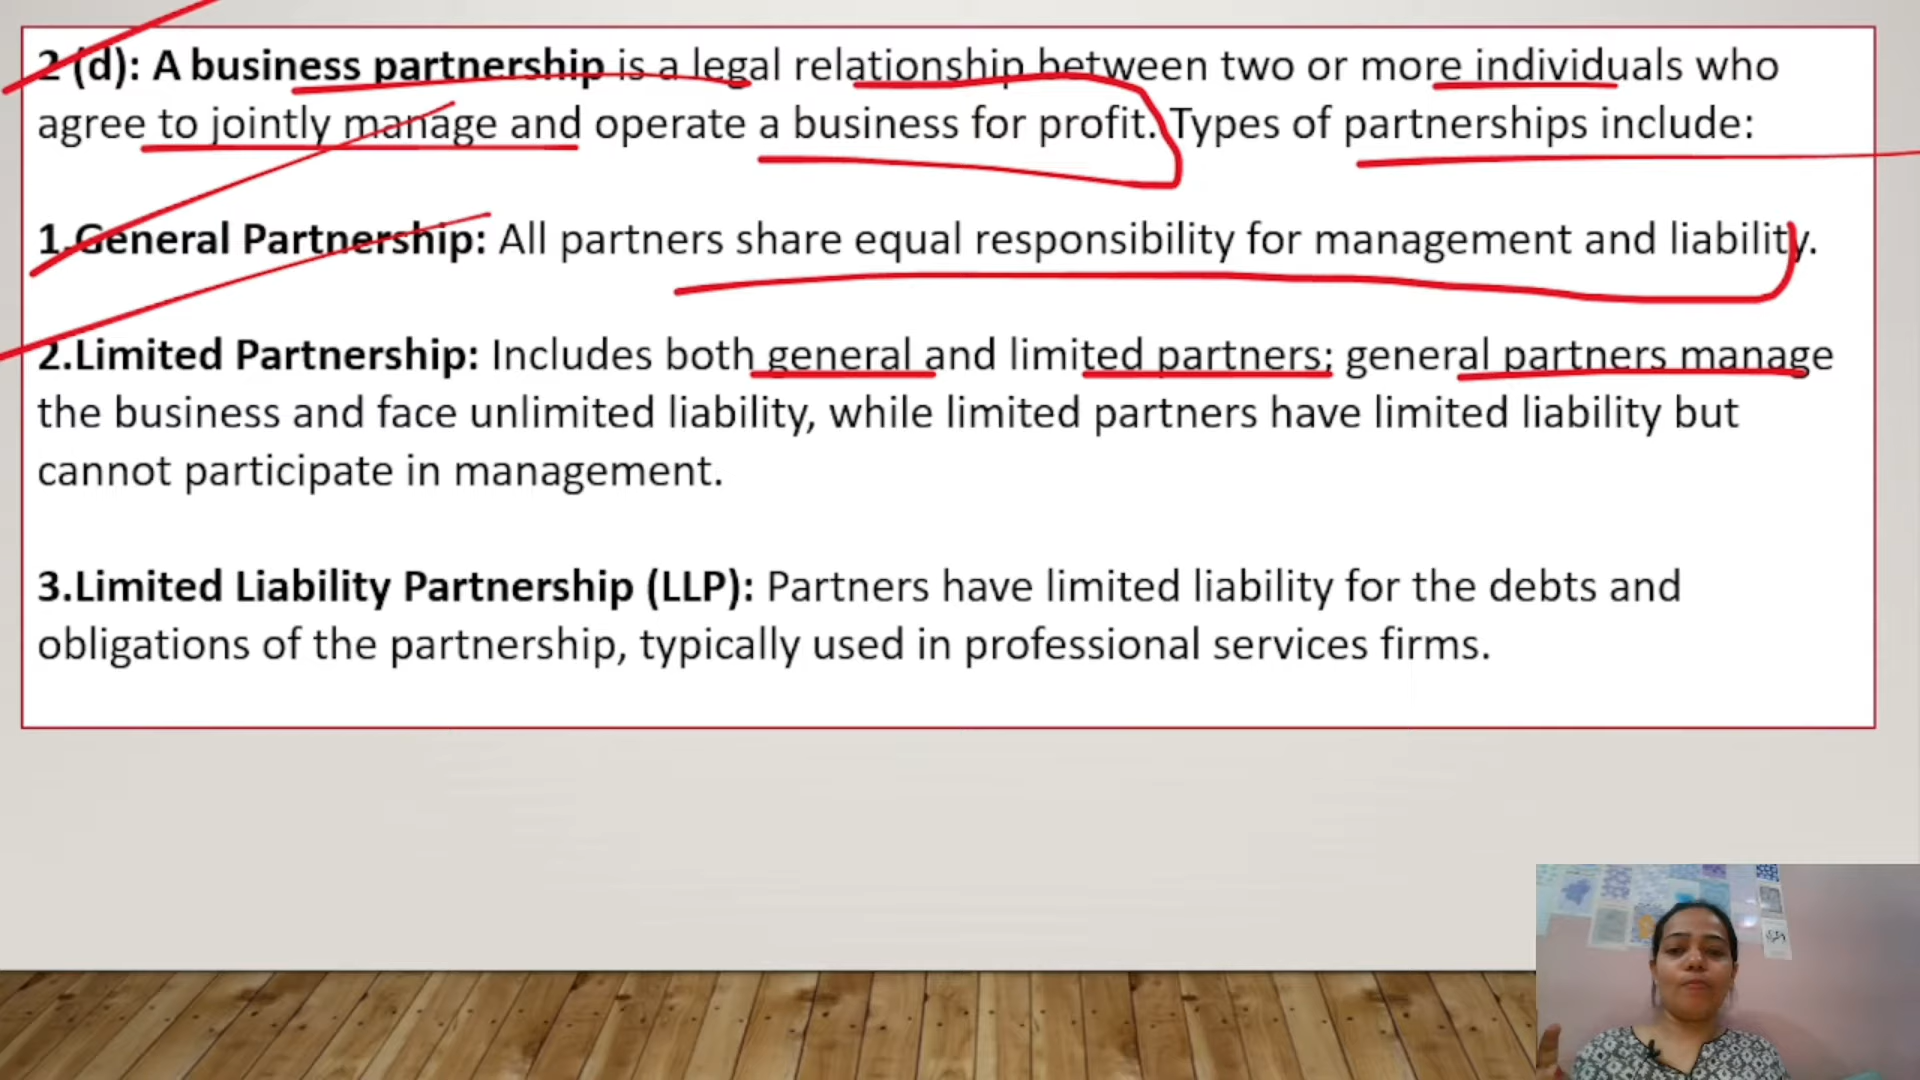 2 (d): A business partnership is a legal relationship between two or more individuals who
agree to jointly manage and operate a business for profit. Types of partnerships include:
1.General Partnership: All partners share equal responsibility for management and liability.
2.Limited Partnership: Includes both general and limited partners; general partners manage
the business and face unlimited liability, while limited partners have limited liability but
cannot participate in management.
3.Limited Liability Partnership (LLP): Partners have limited liability for the debts and
obligations of the partnership, typically used in professional services firms.